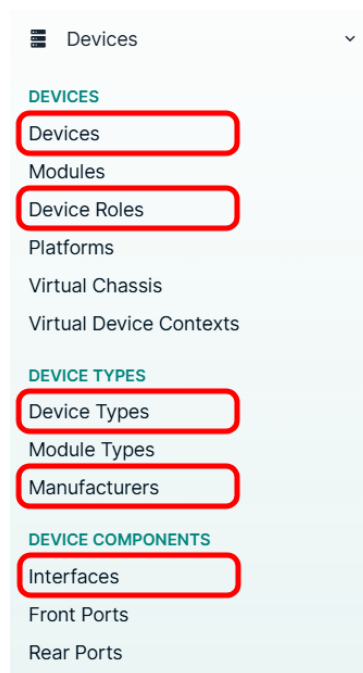 Devices
DEVICES
Devices
Modules
Device Roles
Platforms
Virtual Chassis
Virtual Device Contexts
DEVICE TYPES
Device Types
Module Types
Manufacturers
DEVICE COMPONENTS
Interfaces
Front Ports
Rear Ports